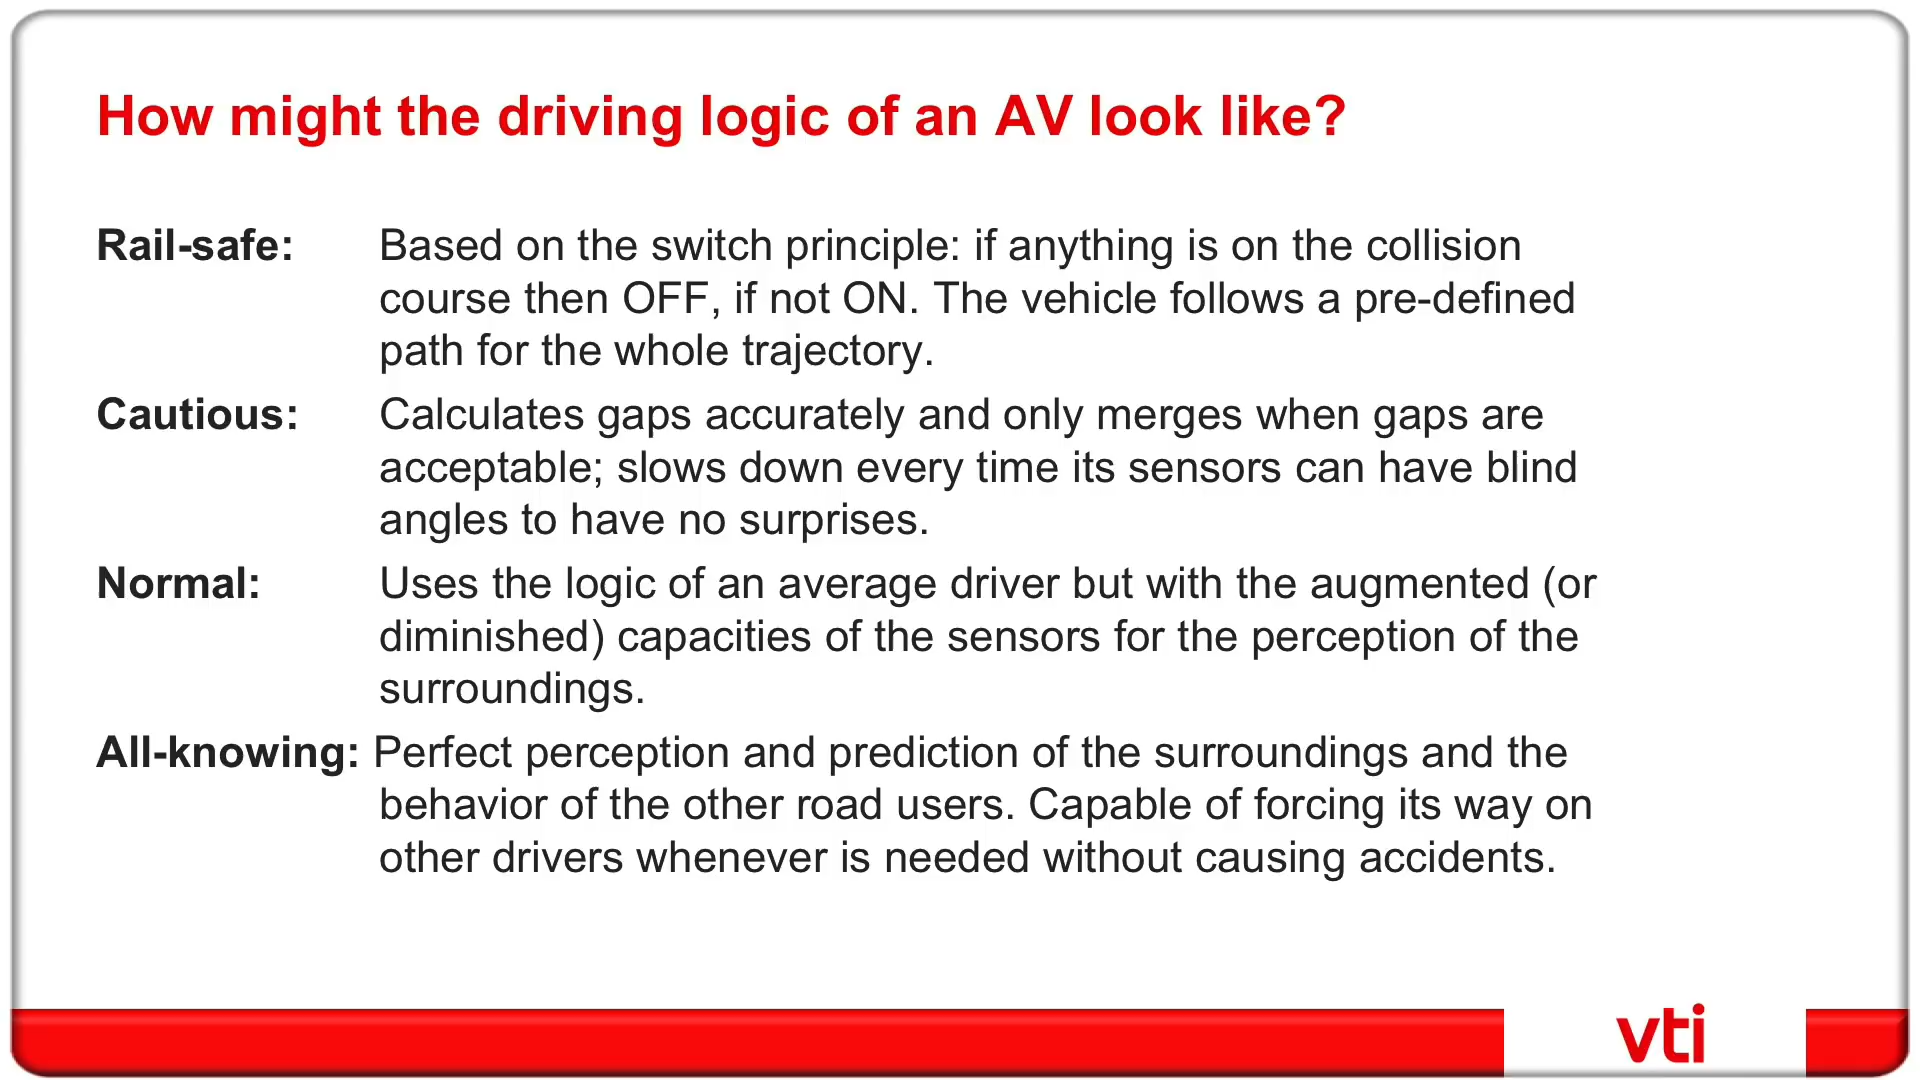 How might the driving logic of an AV look like?
Rail-safe: Based on the switch principle: if anything is on the collision
course then OFF, if not ON. The vehicle follows a pre-defined
path for the whole trajectory.
Cautious: Calculates gaps accurately and only merges when gaps are
acceptable; slows down every time its sensors can have blind
angles to have no surprises.
Normal: Uses the logic of an average driver but with the augmented (or
diminished) capacities of the sensors for the perception of the
surroundings.
All-knowing: Perfect perception and prediction of the surroundings and the
behavior of the other road users. Capable of forcing its way on
other drivers whenever is needed without causing accidents.
vti